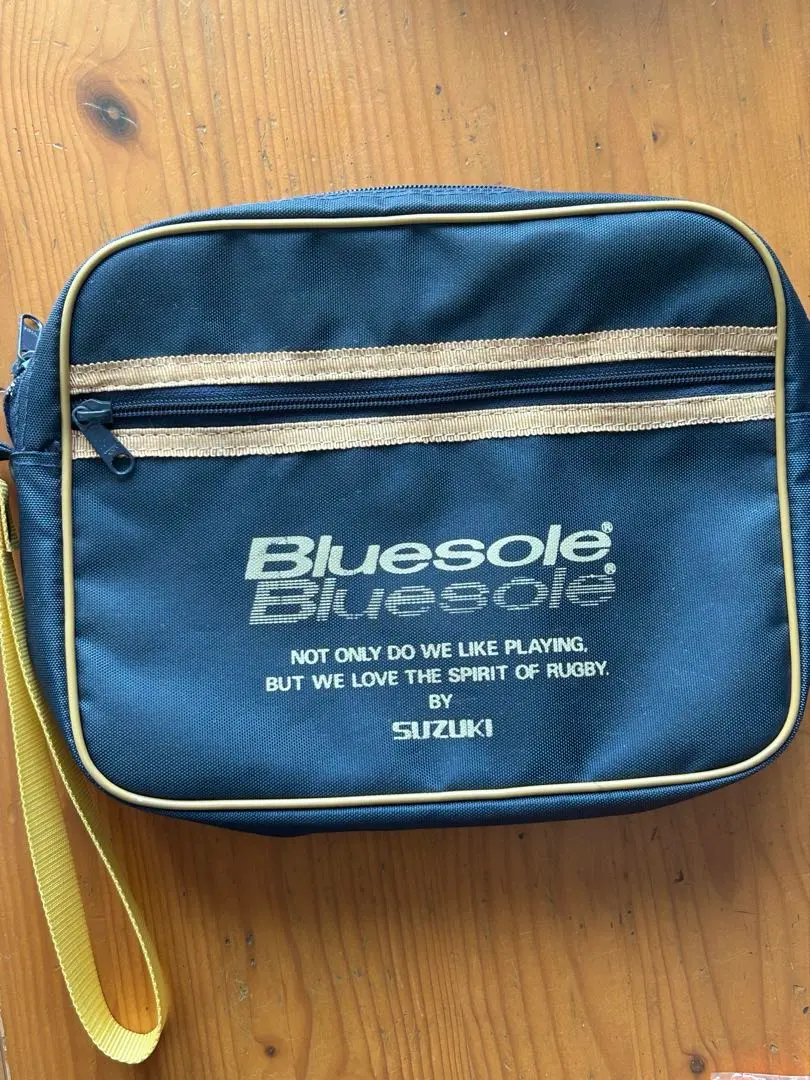 Bluesole®
Bluesole®
NOT ONLY DO WE LIKE PLAYING,
BUT WE LOVE THE SPIRIT OF RUGBY.
BY
SUZUKI